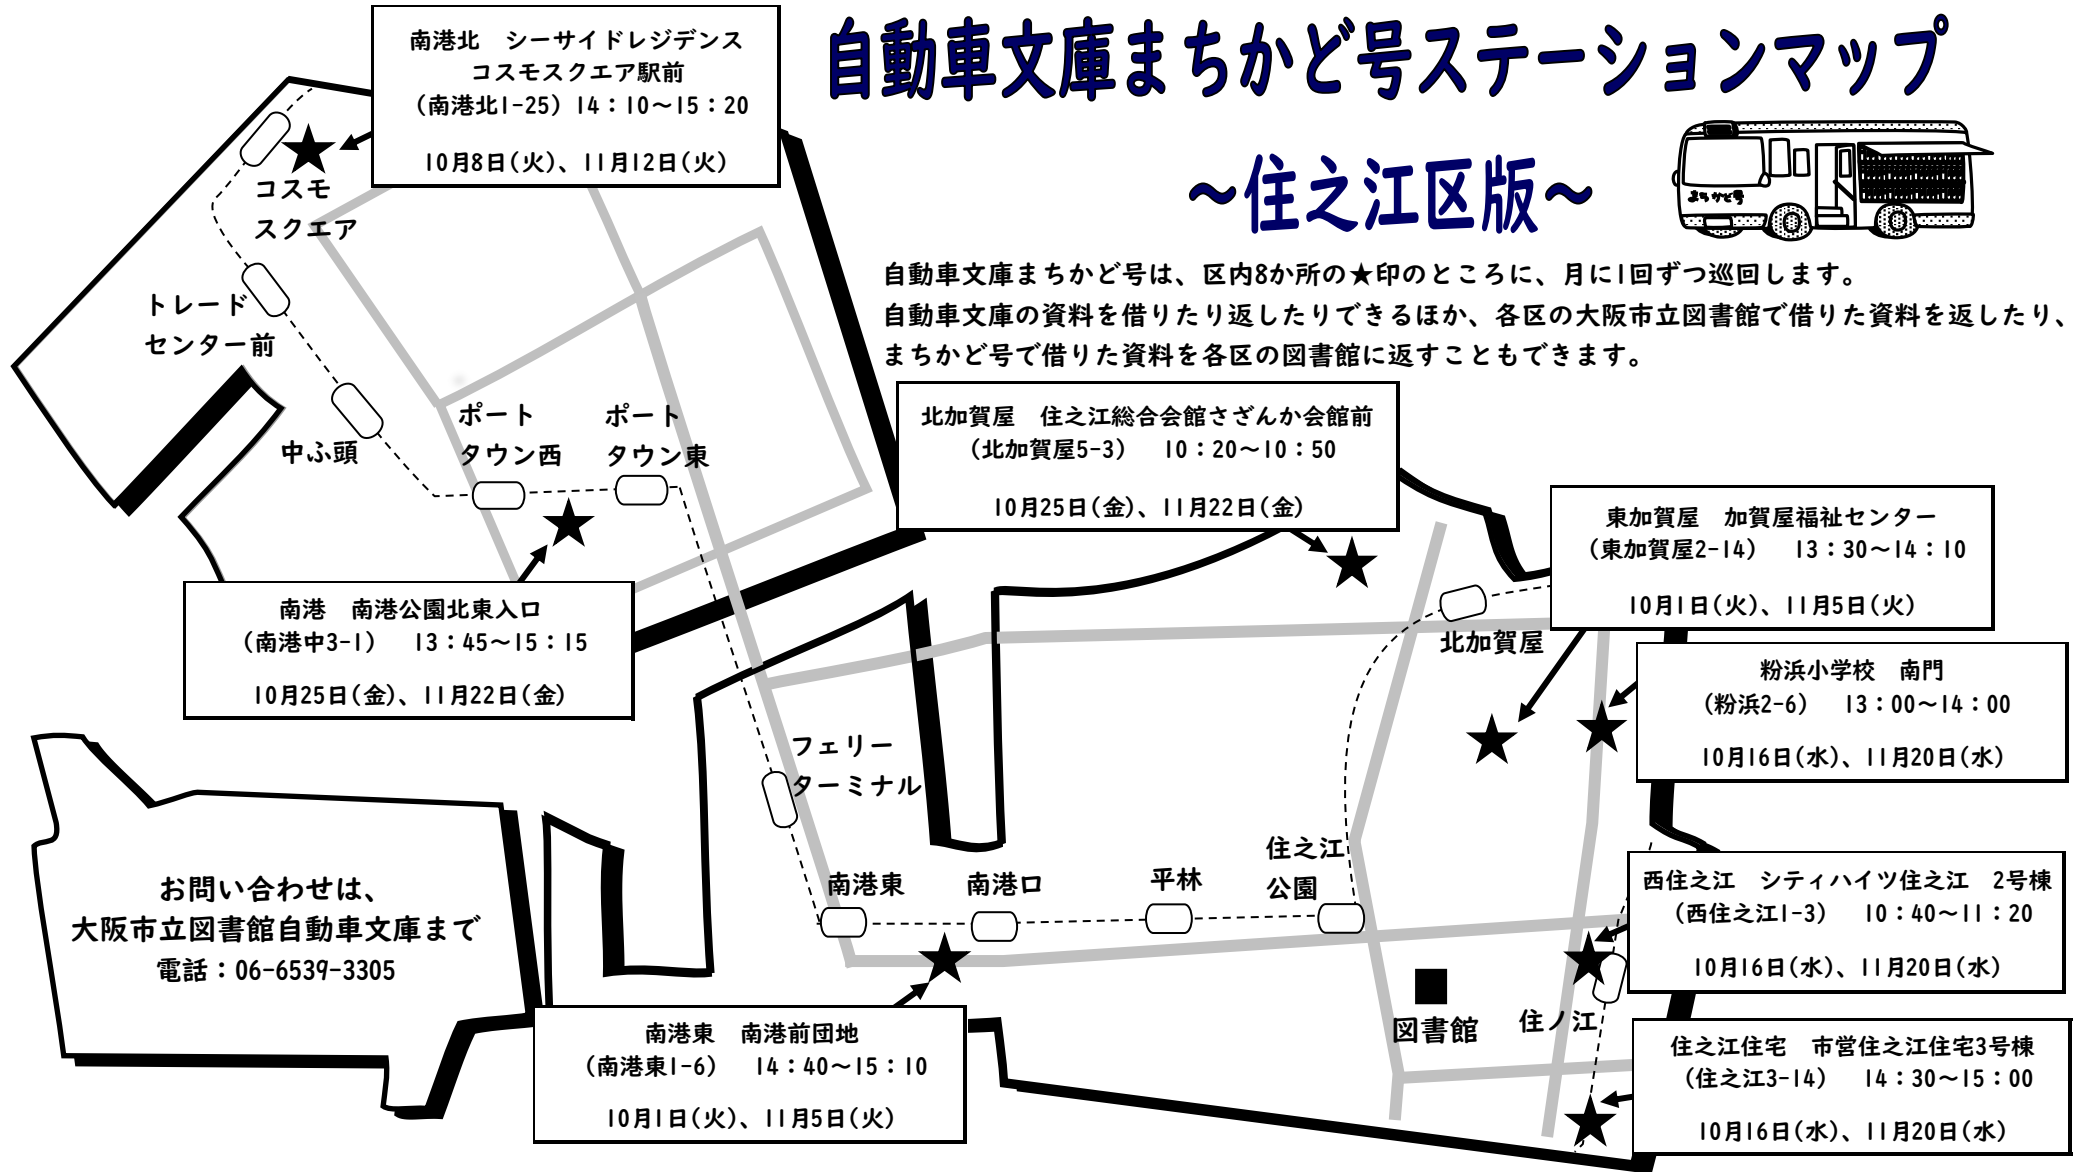 自動車文庫まちかど号ステーションマップ
～住之江区版～
まちかど号
自動車文庫まちかど号は、区内8か所の★印のところに、月に1回ずつ巡回します。
自動車文庫の資料を借りたり返したりできるほか、各区の大阪市立図書館で借りた資料を返したり、
まちかど号で借りた資料を各区の図書館に返すこともできます。
南港北　シーサイドレジデンス
コスモスクエア駅前
（南港北1-25）14：10～15：20
10月8日(火)、11月12日(火)
コスモ
スクエア
トレード
センター前
中ふ頭
ポート
タウン西
ポート
タウン東
北加賀屋　住之江総合会館さざんか会館前
（北加賀屋5-3）　10：20～10：50
10月25日(金)、11月22日(金)
東加賀屋　加賀屋福祉センター
（東加賀屋2-14）　13：30～14：10
10月1日(火)、11月5日(火)
南港　南港公園北東入口
（南港中3-1）　13：45～15：15
10月25日(金)、11月22日(金)
北加賀屋
粉浜小学校　南門
（粉浜2-6）　13：00～14：00
10月16日(水)、11月20日(水)
フェリー
ターミナル
南港東
南港口
平林
住之江
公園
西住之江　シティハイツ住之江　2号棟
（西住之江1-3）　10：40～11：20
10月16日(水)、11月20日(水)
お問い合わせは、
大阪市立図書館自動車文庫まで
電話：06-6539-3305
図書館
住ノ江
南港東　南港前団地
（南港東1-6）　14：40～15：10
10月1日(火)、11月5日(火)
住之江住宅　市営住之江住宅3号棟
（住之江3-14）　14：30～15：00
10月16日(水)、11月20日(水)